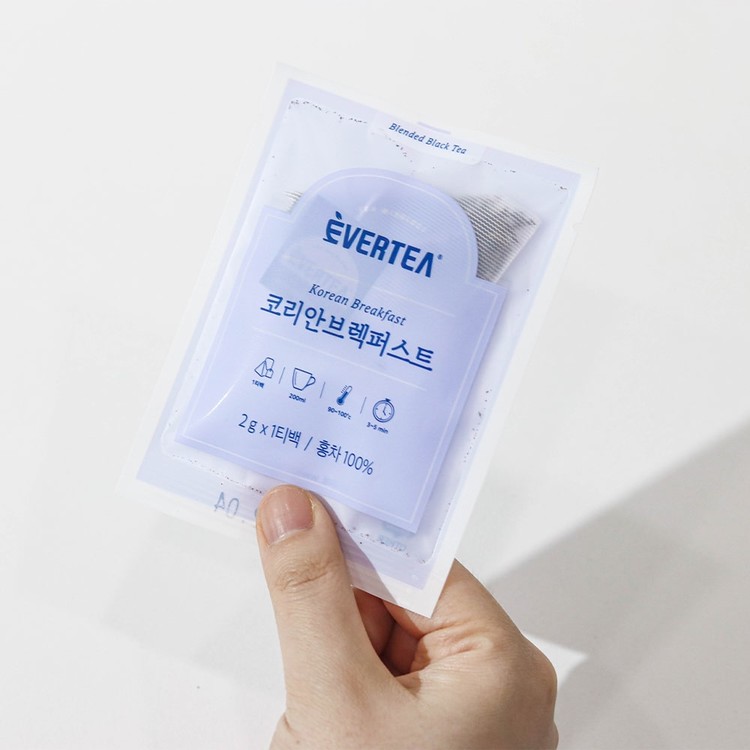 Blended Black Tea
ÈVERTEA®
Korean Breakfast
코리안브렉퍼스트
1티백
200ml
90~100℃
3~5 min
2g x 1티백 / 홍차 100%